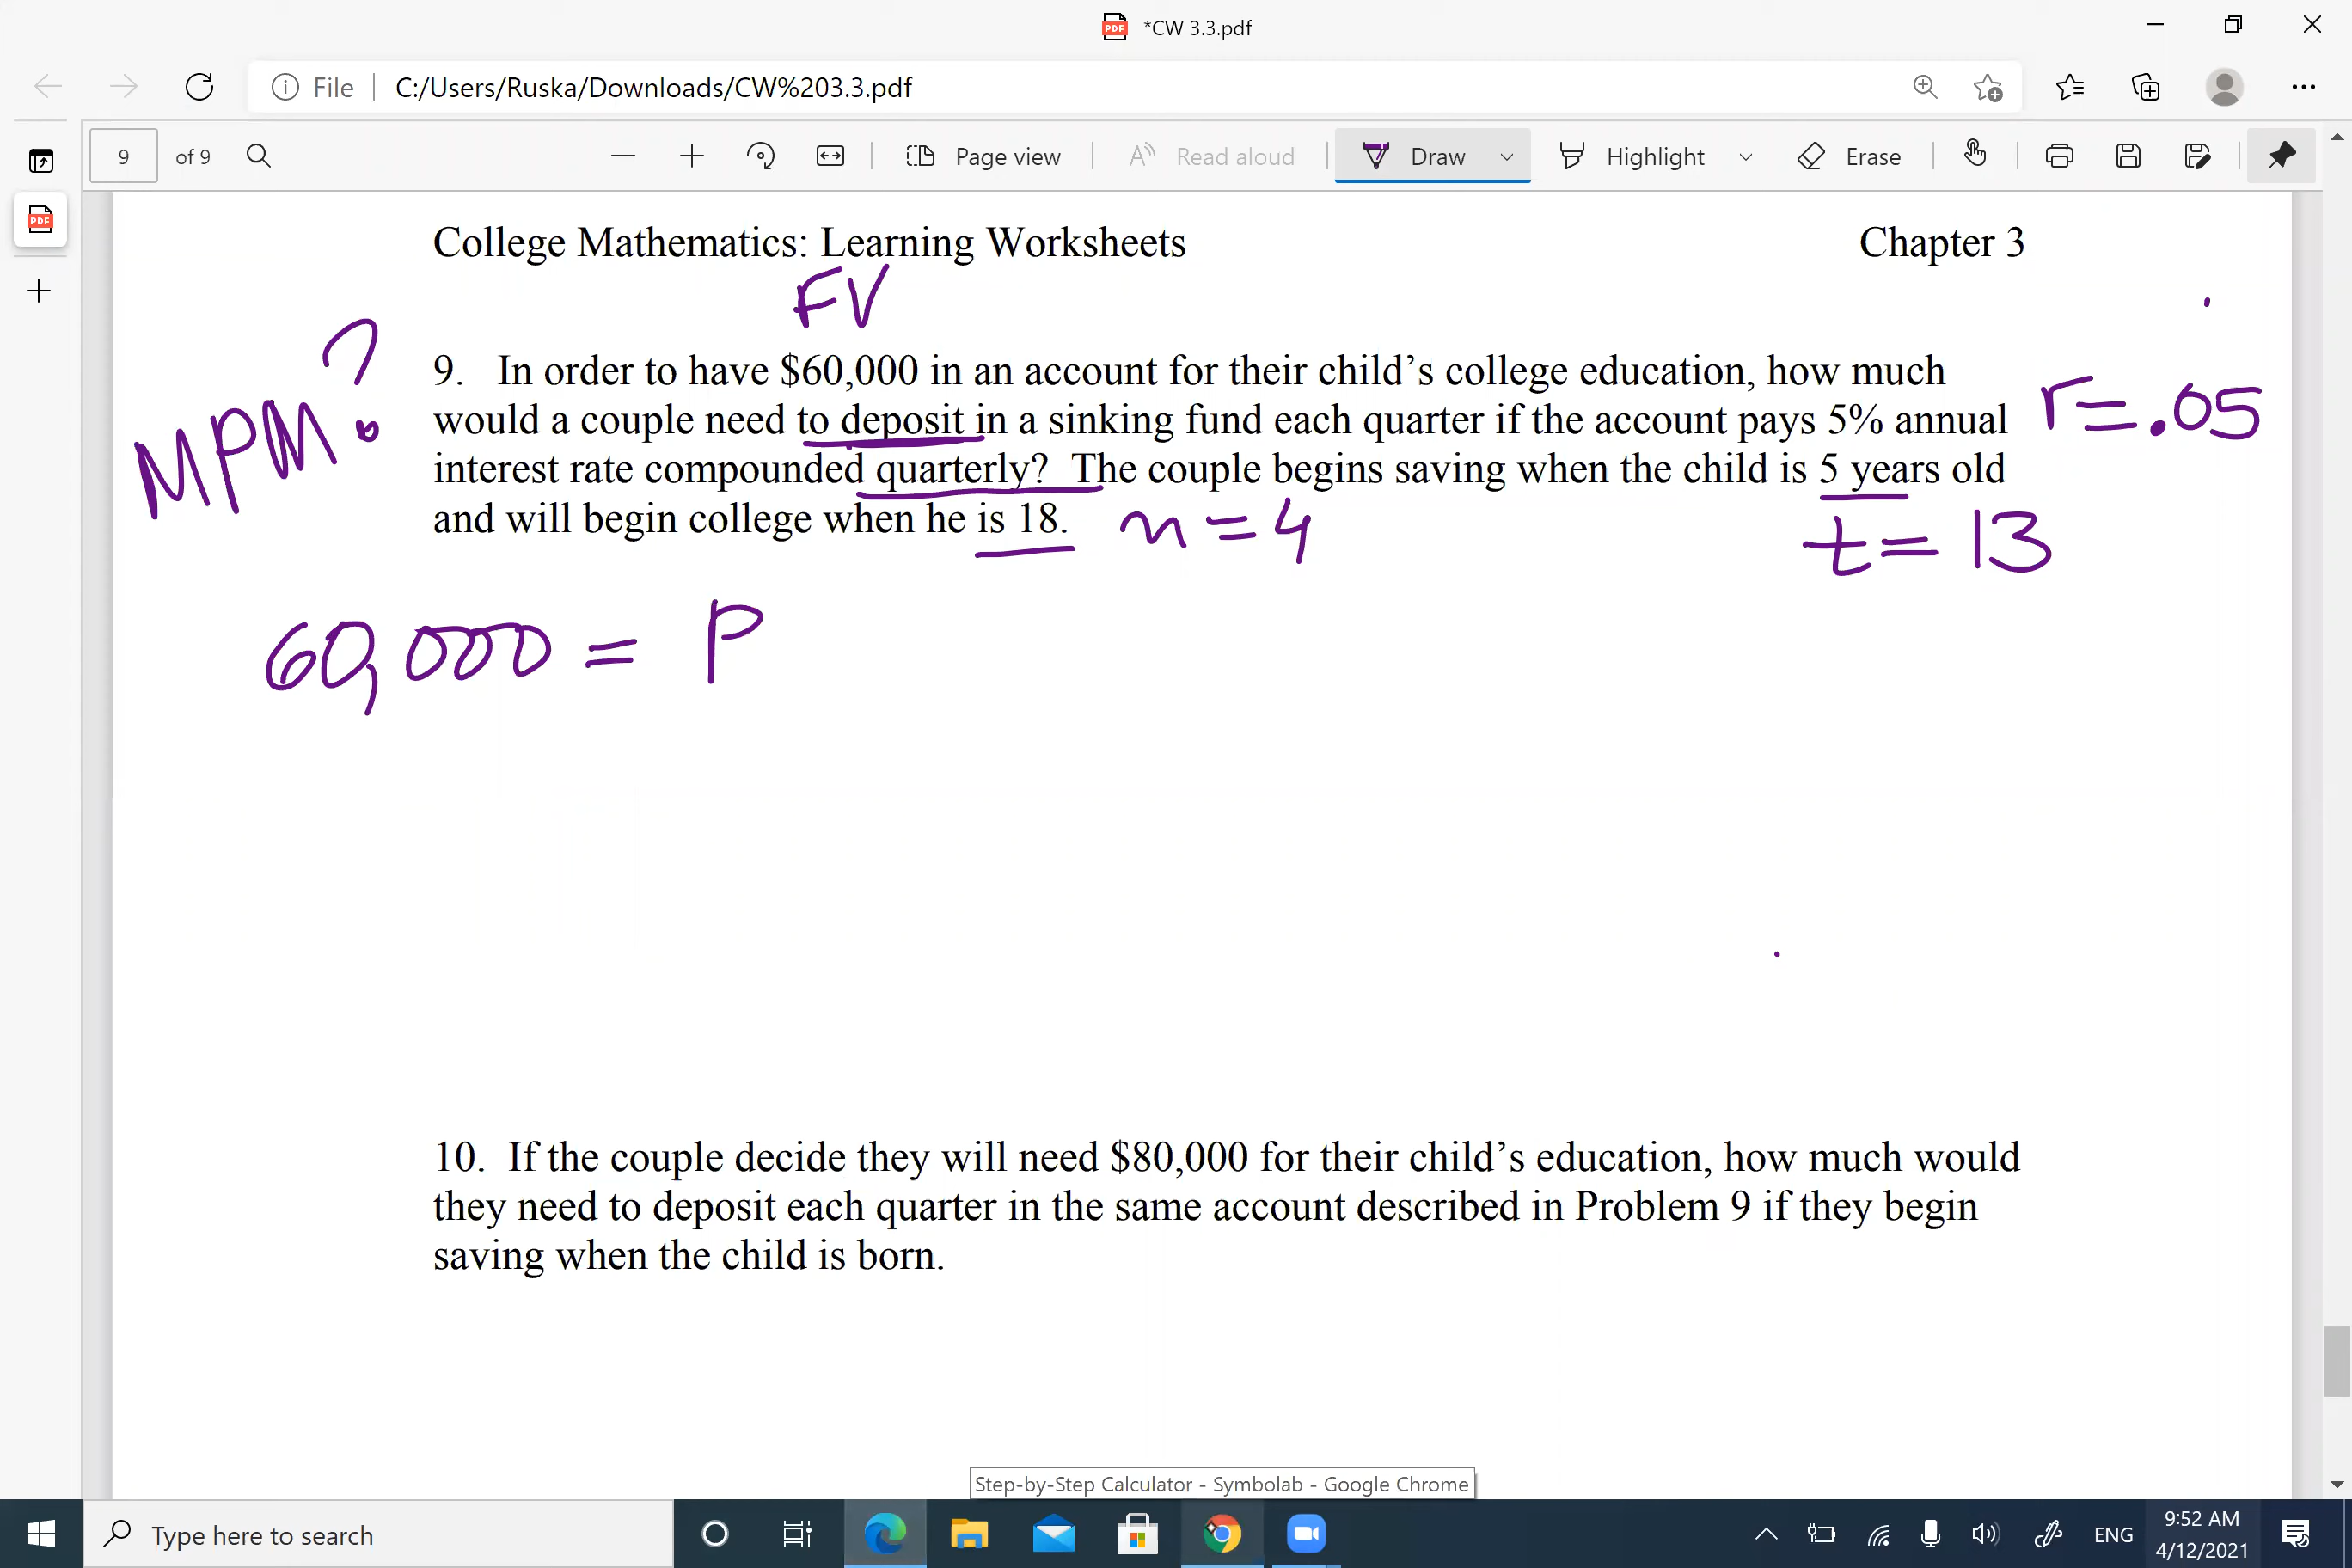 *CW 3.3.pdf
File C:/Users/Ruska/Downloads/CW%203.3.pdf
9 of 9 Page view Read aloud Draw Highlight Erase
PDF
College Mathematics: Learning Worksheets Chapter 3
FV
MPM?
9. In order to have $60,000 in an account for their child’s college education, how much
would a couple need to deposit in a sinking fund each quarter if the account pays 5% annual
r=.05
interest rate compounded quarterly? The couple begins saving when the child is 5 years old
and will begin college when he is 18.
n=4
t=13
60,000 = P
10. If the couple decide they will need $80,000 for their child’s education, how much would
they need to deposit each quarter in the same account described in Problem 9 if they begin
saving when the child is born.
Step-by-Step Calculator - Symbolab - Google Chrome
Type here to search
ENG
9:52 AM
4/12/2021